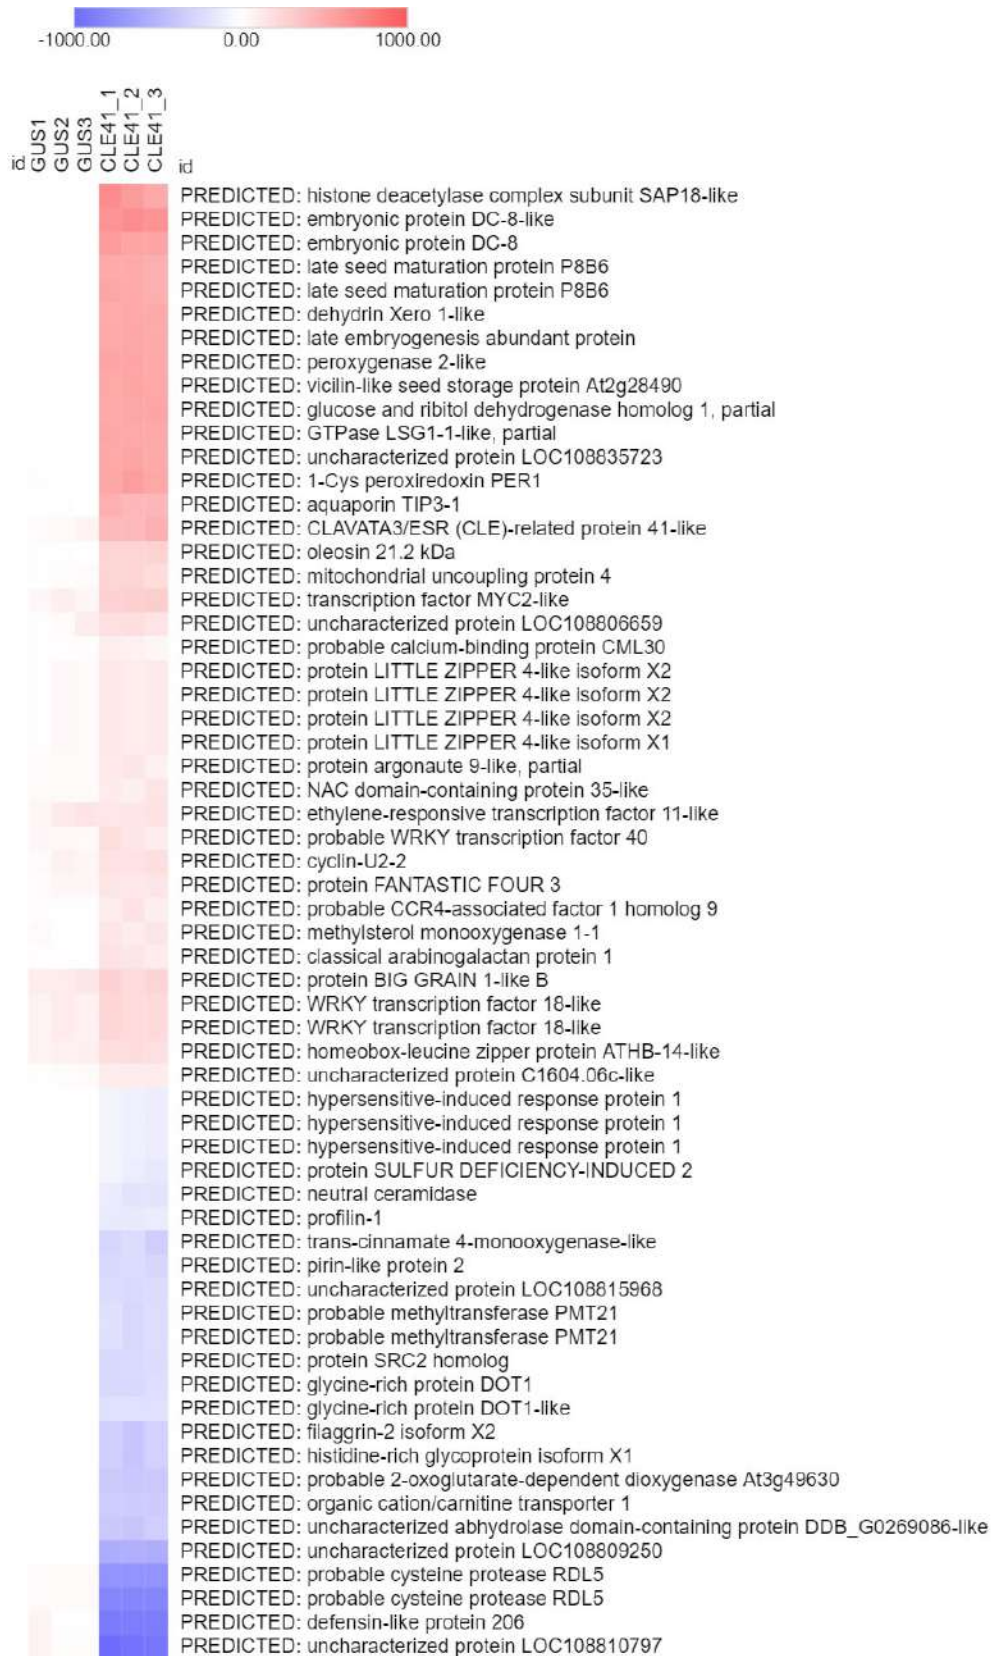 -1000.00 0.00 1000.00
id GUS1 GUS2 GUS3 CLE41_1 CLE41_2 CLE41_3 id
PREDICTED: histone deacetylase complex subunit SAP18-like
PREDICTED: embryonic protein DC-8-like
PREDICTED: embryonic protein DC-8
PREDICTED: late seed maturation protein P8B6
PREDICTED: late seed maturation protein P8B6
PREDICTED: dehydrin Xero 1-like
PREDICTED: late embryogenesis abundant protein
PREDICTED: peroxygenase 2-like
PREDICTED: vicilin-like seed storage protein At2g28490
PREDICTED: glucose and ribitol dehydrogenase homolog 1, partial
PREDICTED: GTPase LSG1-1-like, partial
PREDICTED: uncharacterized protein LOC108835723
PREDICTED: 1-Cys peroxiredoxin PER1
PREDICTED: aquaporin TIP3-1
PREDICTED: CLAVATA3/ESR (CLE)-related protein 41-like
PREDICTED: oleosin 21.2 kDa
PREDICTED: mitochondrial uncoupling protein 4
PREDICTED: transcription factor MYC2-like
PREDICTED: uncharacterized protein LOC108806659
PREDICTED: probable calcium-binding protein CML30
PREDICTED: protein LITTLE ZIPPER 4-like isoform X2
PREDICTED: protein LITTLE ZIPPER 4-like isoform X2
PREDICTED: protein LITTLE ZIPPER 4-like isoform X2
PREDICTED: protein LITTLE ZIPPER 4-like isoform X1
PREDICTED: protein argonaute 9-like, partial
PREDICTED: NAC domain-containing protein 35-like
PREDICTED: ethylene-responsive transcription factor 11-like
PREDICTED: probable WRKY transcription factor 40
PREDICTED: cyclin-U2-2
PREDICTED: protein FANTASTIC FOUR 3
PREDICTED: probable CCR4-associated factor 1 homolog 9
PREDICTED: methylsterol monooxygenase 1-1
PREDICTED: classical arabinogalactan protein 1
PREDICTED: protein BIG GRAIN 1-like B
PREDICTED: WRKY transcription factor 18-like
PREDICTED: WRKY transcription factor 18-like
PREDICTED: homeobox-leucine zipper protein ATHB-14-like
PREDICTED: uncharacterized protein C1604.06c-like
PREDICTED: hypersensitive-induced response protein 1
PREDICTED: hypersensitive-induced response protein 1
PREDICTED: hypersensitive-induced response protein 1
PREDICTED: protein SULFUR DEFICIENCY-INDUCED 2
PREDICTED: neutral ceramidase
PREDICTED: profilin-1
PREDICTED: trans-cinnamate 4-monooxygenase-like
PREDICTED: pirin-like protein 2
PREDICTED: uncharacterized protein LOC108815968
PREDICTED: probable methyltransferase PMT21
PREDICTED: probable methyltransferase PMT21
PREDICTED: protein SRC2 homolog
PREDICTED: glycine-rich protein DOT1
PREDICTED: glycine-rich protein DOT1-like
PREDICTED: filaggrin-2 isoform X2
PREDICTED: histidine-rich glycoprotein isoform X1
PREDICTED: probable 2-oxoglutarate-dependent dioxygenase At3g49630
PREDICTED: organic cation/carnitine transporter 1
PREDICTED: uncharacterized abhydrolase domain-containing protein DDB_G0269086-like
PREDICTED: uncharacterized protein LOC108809250
PREDICTED: probable cysteine protease RDL5
PREDICTED: probable cysteine protease RDL5
PREDICTED: defensin-like protein 206
PREDICTED: uncharacterized protein LOC108810797